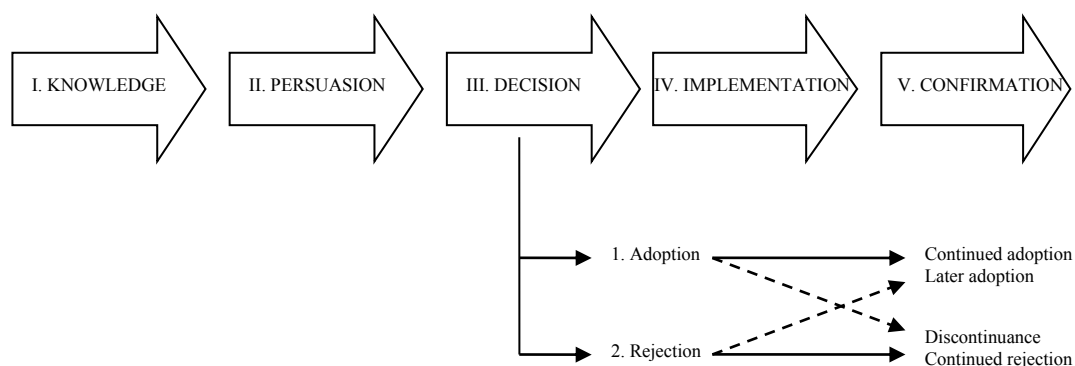 I. KNOWLEDGE
II. PERSUASION
III. DECISION
IV. IMPLEMENTATION
V. CONFIRMATION
1. Adoption
Continued adoption
Later adoption
Discontinuance
2. Rejection
Continued rejection